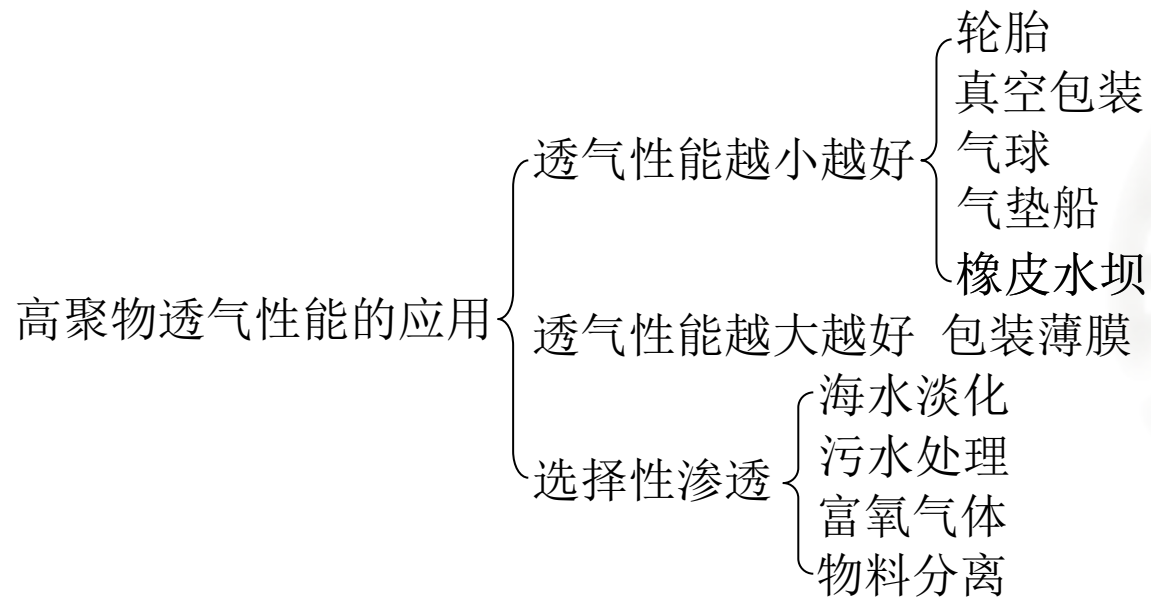 高聚物透气性能的应用
透气性能越小越好
轮胎
真空包装
气球
气垫船
橡皮水坝
透气性能越大越好 包装薄膜
选择性渗透
海水淡化
污水处理
富氧气体
物料分离